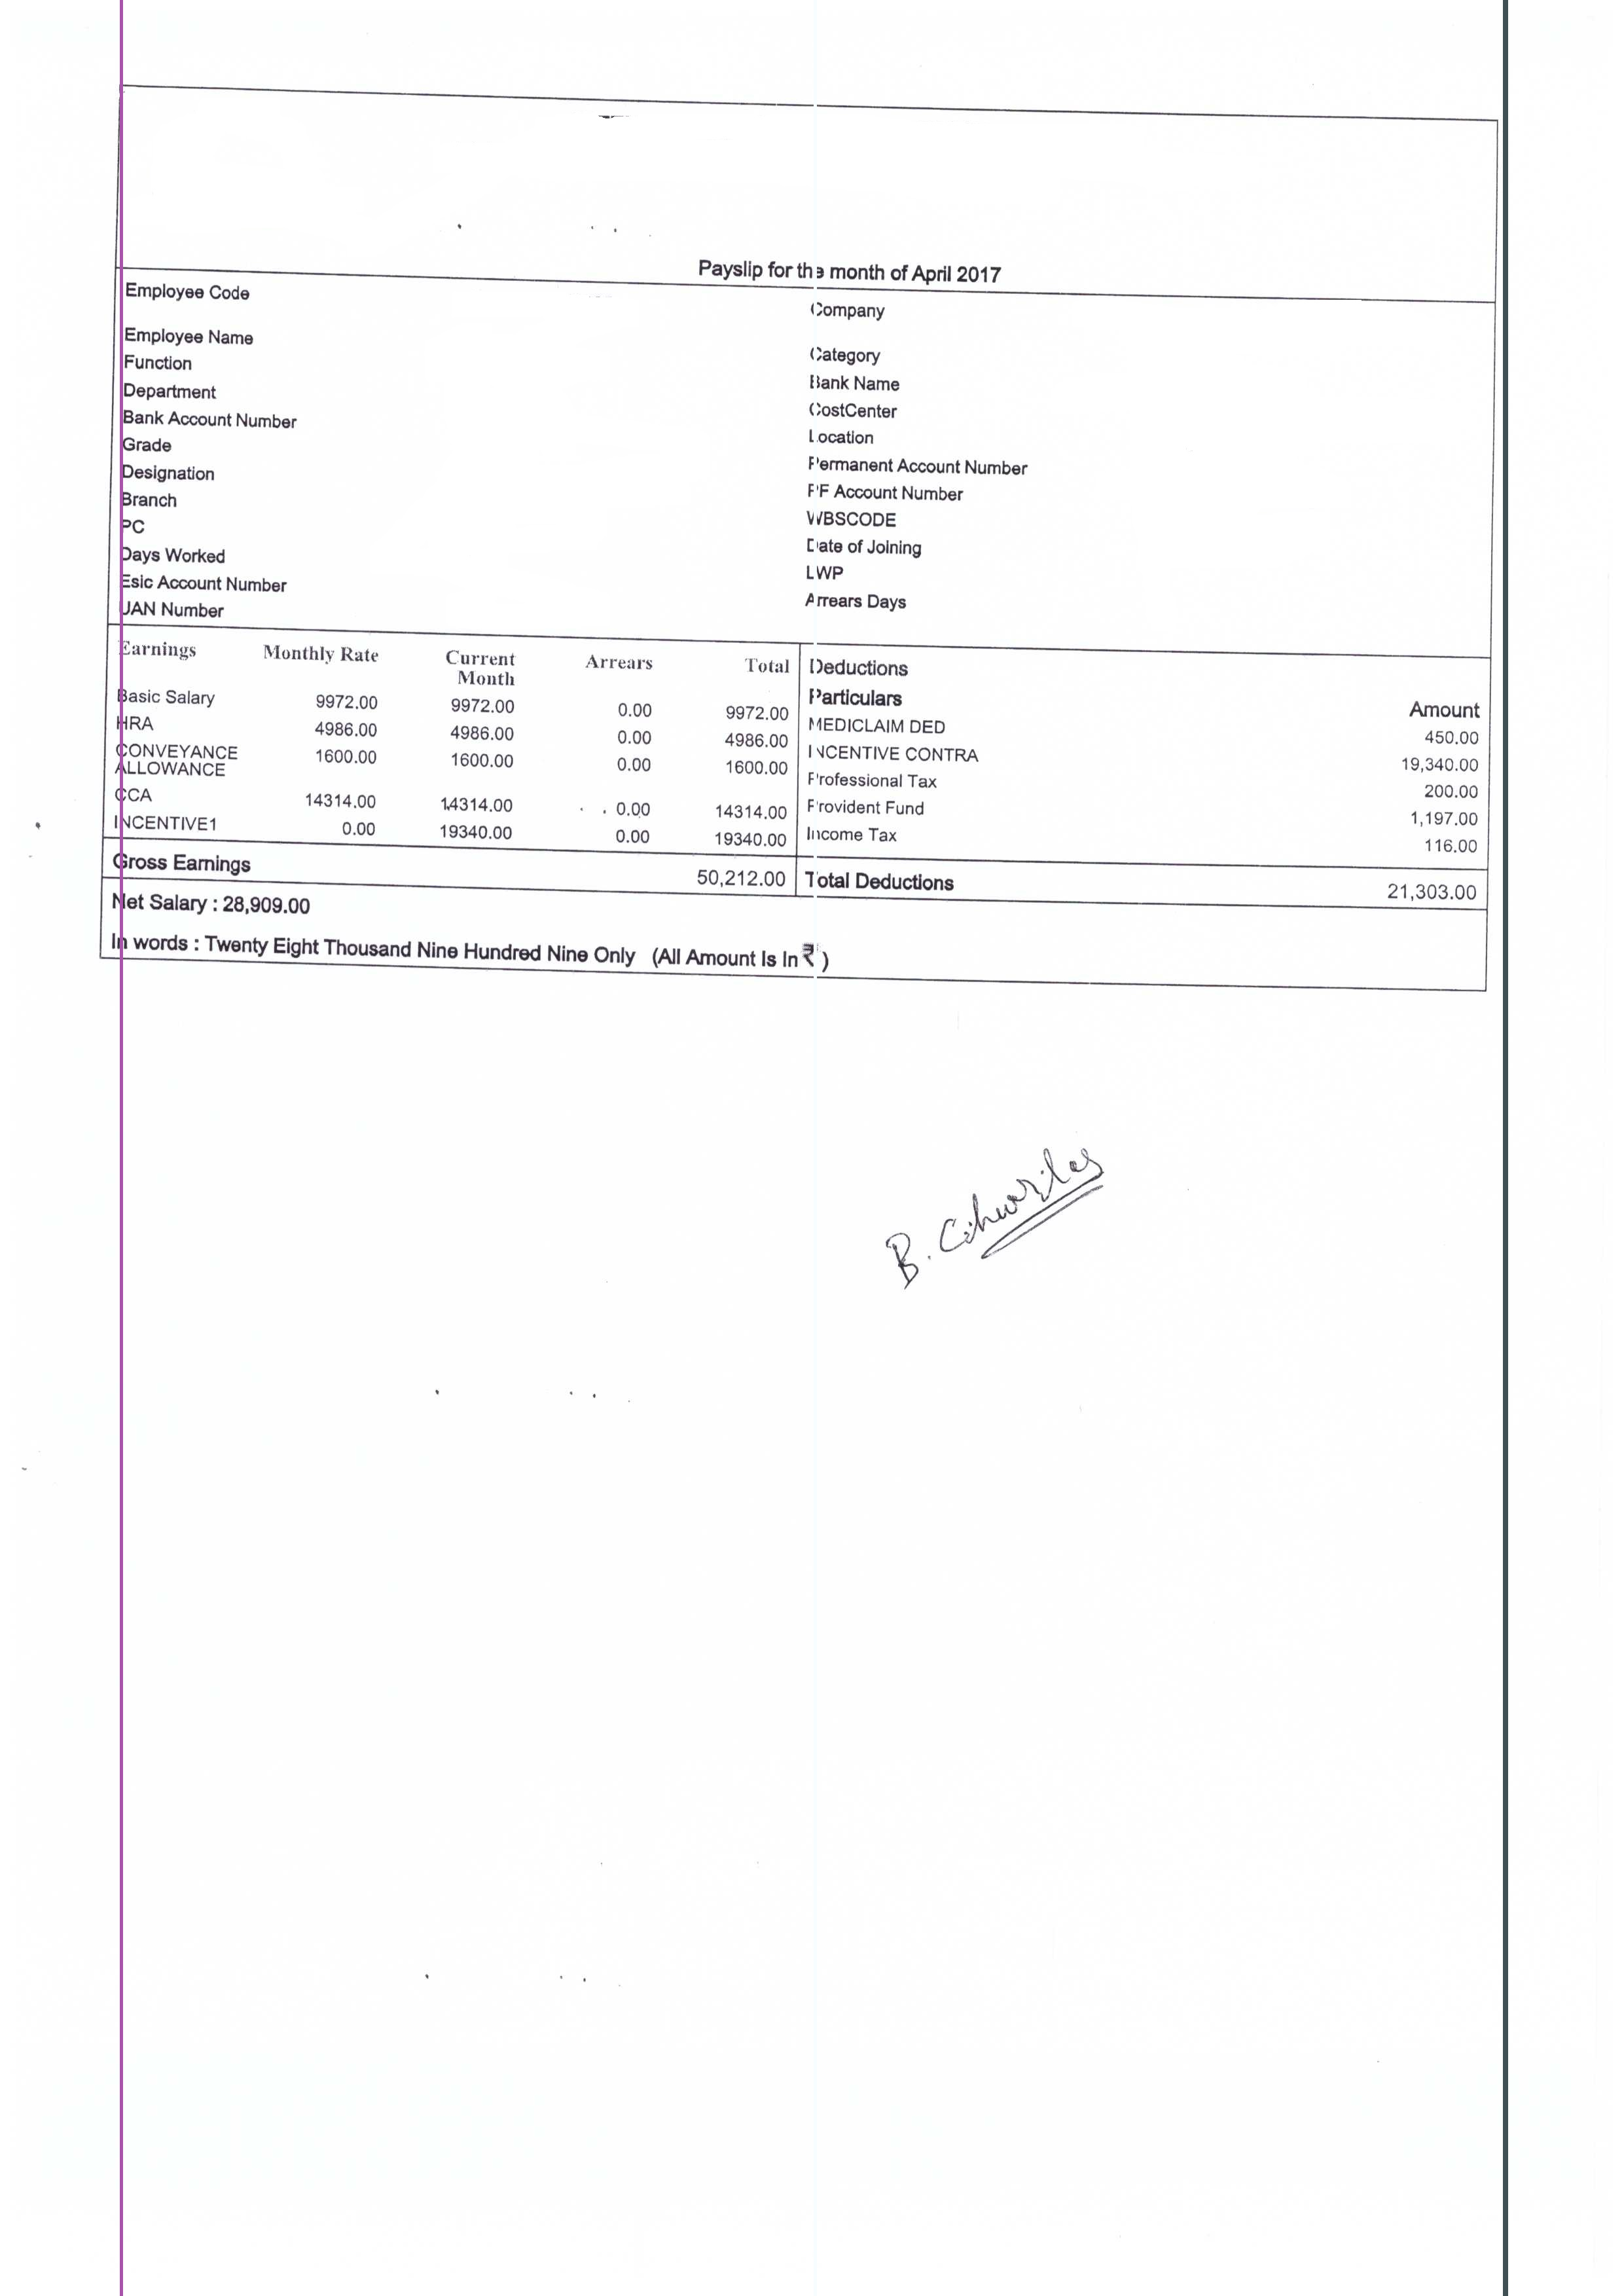 Payslip for the month of April 2017
Employee Code
Company
Employee Name
Category
Function
Bank Name
Department
CostCenter
Bank Account Number
Location
Grade
Permanent Account Number
Designation
PF Account Number
Branch
WBSCODE
PC
Date of Joining
Days Worked
LWP
Esic Account Number
Arrears Days
UAN Number
Earnings Monthly Rate Current Month Arrears Total Deductions
Particulars Amount
Basic Salary 9972.00 9972.00 0.00 9972.00 MEDICLAIM DED 450.00
HRA 4986.00 4986.00 0.00 4986.00 INCENTIVE CONTRA 19,340.00
CONVEYANCE ALLOWANCE 1600.00 1600.00 0.00 1600.00 Professional Tax 200.00
CCA 14314.00 14314.00 0.00 14314.00 Provident Fund 1,197.00
INCENTIVE1 0.00 19340.00 0.00 19340.00 Income Tax 116.00
Gross Earnings 50,212.00 Total Deductions 21,303.00
Net Salary : 28,909.00
In words : Twenty Eight Thousand Nine Hundred Nine Only (All Amount Is In ₹ )
B. Charles